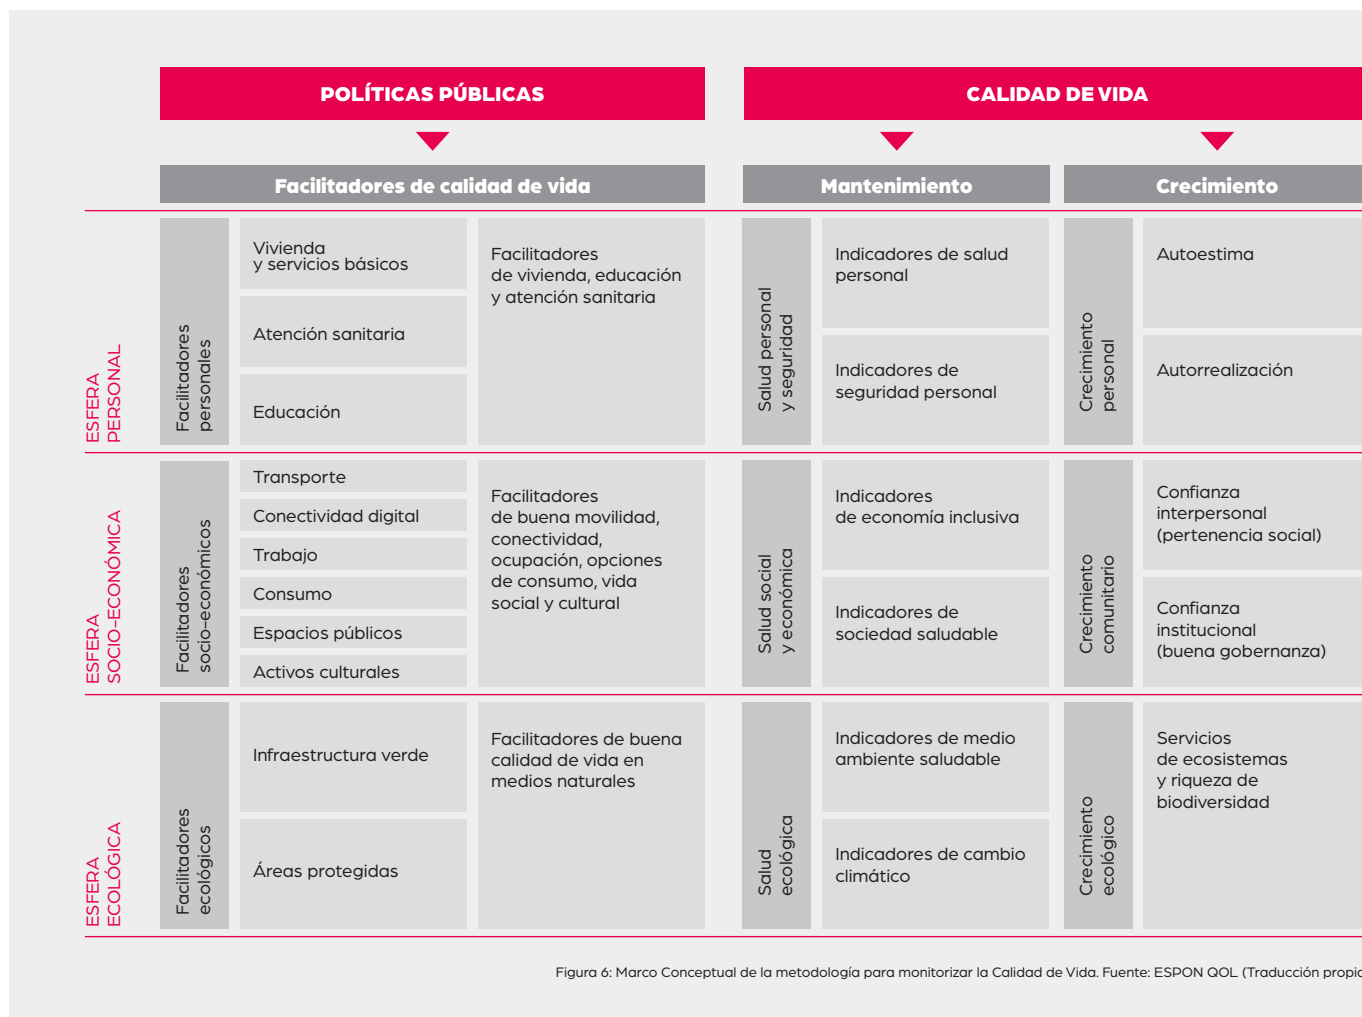 POLÍTICAS PÚBLICAS
CALIDAD DE VIDA
Facilitadores de calidad de vida
Mantenimiento
Crecimiento
ESFERA
PERSONAL
Facilitadores
personales
Vivienda
y servicios básicos
Atención sanitaria
Educación
Facilitadores
de vivienda, educación
y atención sanitaria
Salud personal
y seguridad
Indicadores de salud
personal
Indicadores de
seguridad personal
Crecimiento
personal
Autoestima
Autorrealización
ESFERA
SOCIO-ECONÓMICA
Facilitadores
socio-económicos
Transporte
Conectividad digital
Trabajo
Consumo
Espacios públicos
Activos culturales
Facilitadores
de buena movilidad,
conectividad,
ocupación, opciones
de consumo, vida
social y cultural
Salud social
y económica
Indicadores
de economía inclusiva
Indicadores de
sociedad saludable
Crecimiento
comunitario
Confianza
interpersonal
(pertenencia social)
Confianza
institucional
(buena gobernanza)
ESFERA
ECOLÓGICA
Facilitadores
ecológicos
Infraestructura verde
Áreas protegidas
Facilitadores de buena
calidad de vida en
medios naturales
Salud
ecológica
Indicadores de medio
ambiente saludable
Indicadores de cambio
climático
Crecimiento
ecológico
Servicios
de ecosistemas
y riqueza de
biodiversidad
Figura 6: Marco Conceptual de la metodología para monitorizar la Calidad de Vida. Fuente: ESPON QOL (Traducción